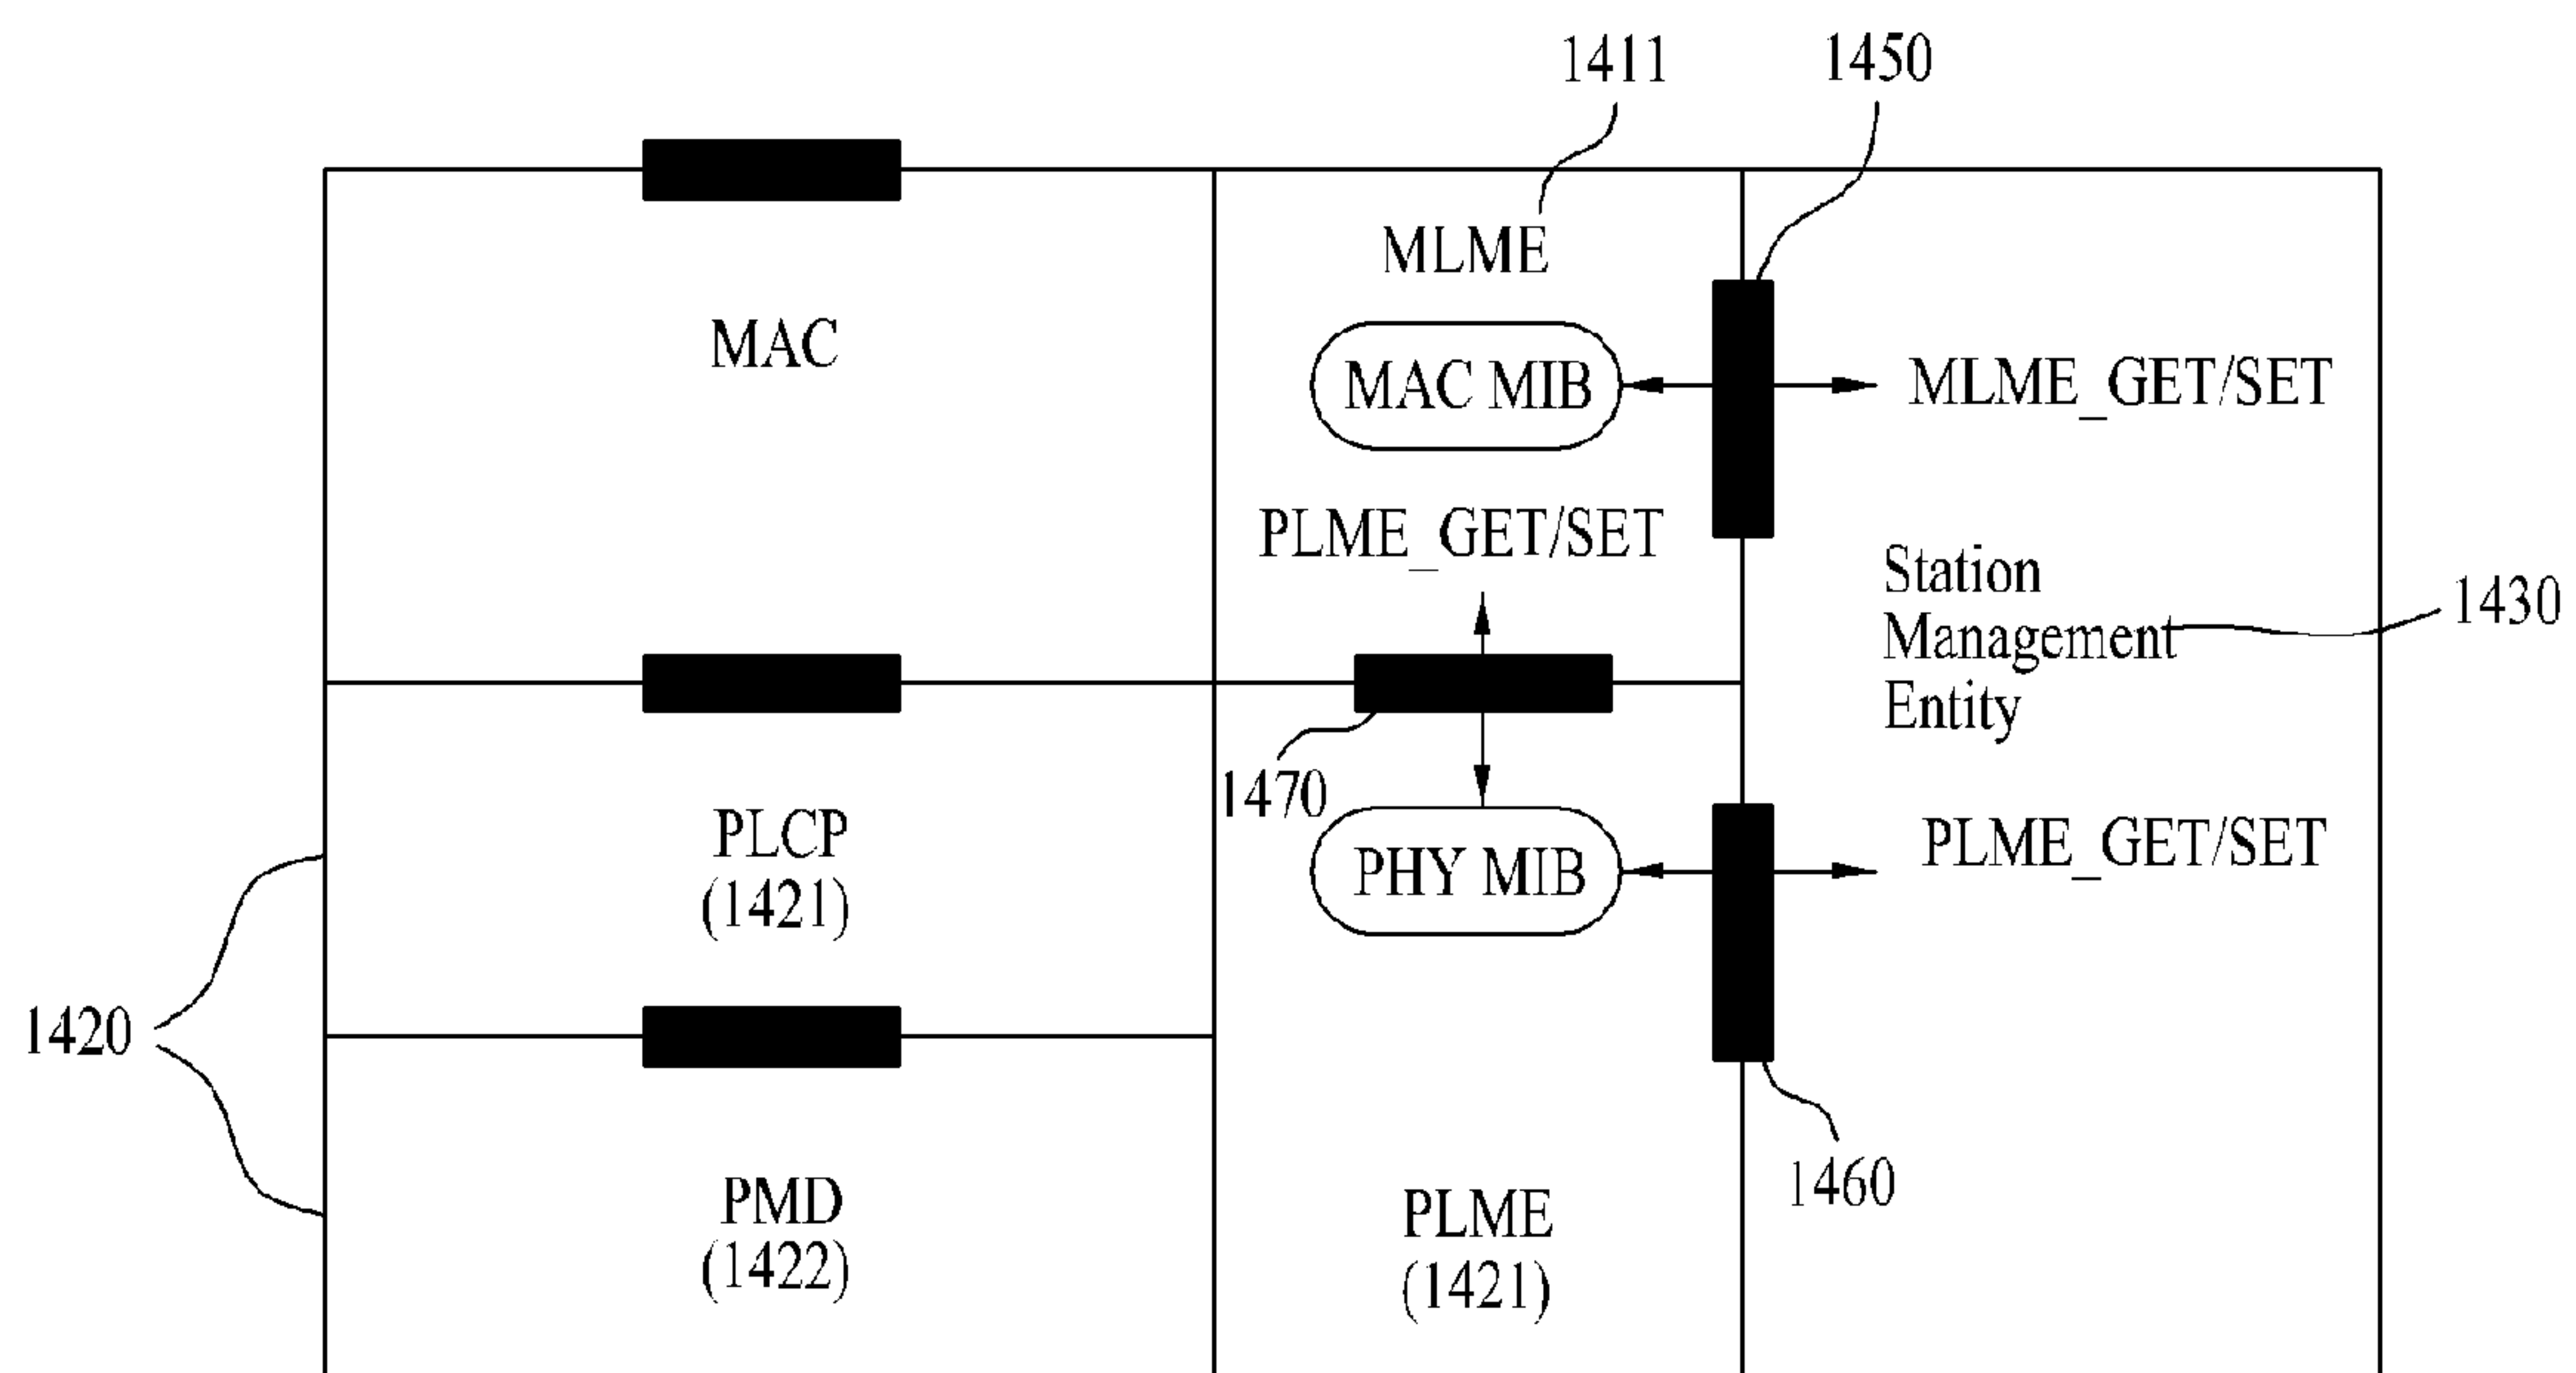 1411
1450
MLME
MAC
MAC MIB
MLME_GET/SET
PLME_GET/SET
Station
Management
Entity
1430
1470
PLCP
(1421)
PHY MIB
PLME_GET/SET
1420
1460
PMD
(1422)
PLME
(1421)